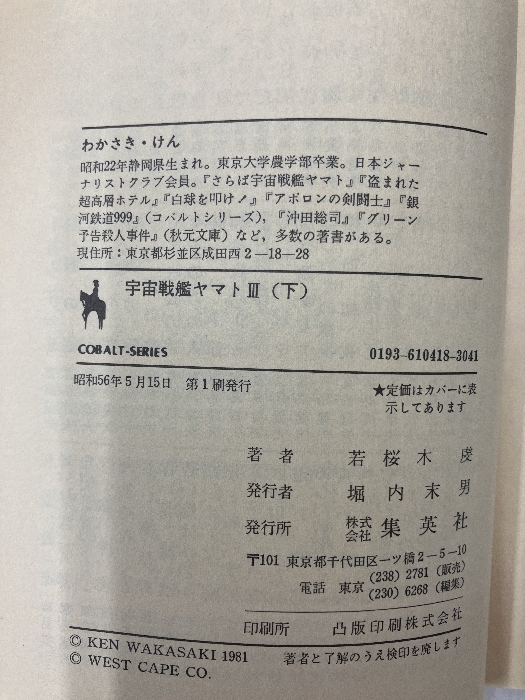 わかさき・けん
昭和22年静岡県生まれ。東京大学農学部卒業。日本ジャー
ナリストクラブ会員。『さらば宇宙戦艦ヤマト』『盗まれた
超高層ホテル』『白球を叩けノ』『アポロンの剣闘士』『銀
河鉄道999』(コバルトシリーズ)，『沖田総司』『グリーン
予告殺人事件』(秋元文庫)など，多数の著書がある。
現住所：東京都杉並区成田西2―18―28
宇宙戦艦ヤマトⅢ(下)
COBALT-SERIES 0193-610418-3041
昭和56年5月15日 第1刷発行
★定価はカバーに表
示してあります
著者 若桜木虔
発行者 堀内末男
発行所 株式会社 集英社
〒101 東京都千代田区一ツ橋2－5－10
電話 東京 (238) 2781 (販売)
(230) 6268 (編集)
印刷所 凸版印刷株式会社
© KEN WAKASAKI 1981
© WEST CAPE CO.
著者と了解のうえ検印を廃します